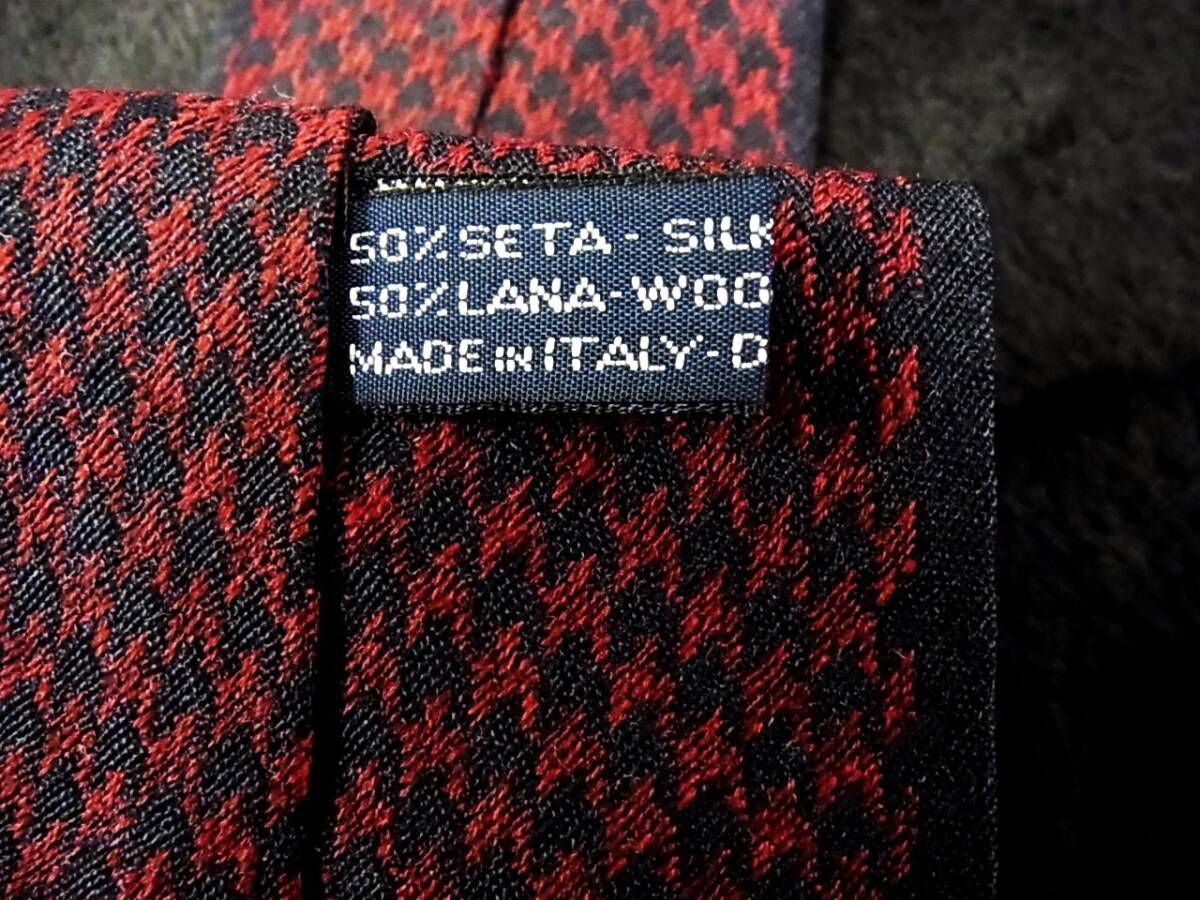 50% SETA - SILK
50% LANA - WOO
MADE IN ITALY - D